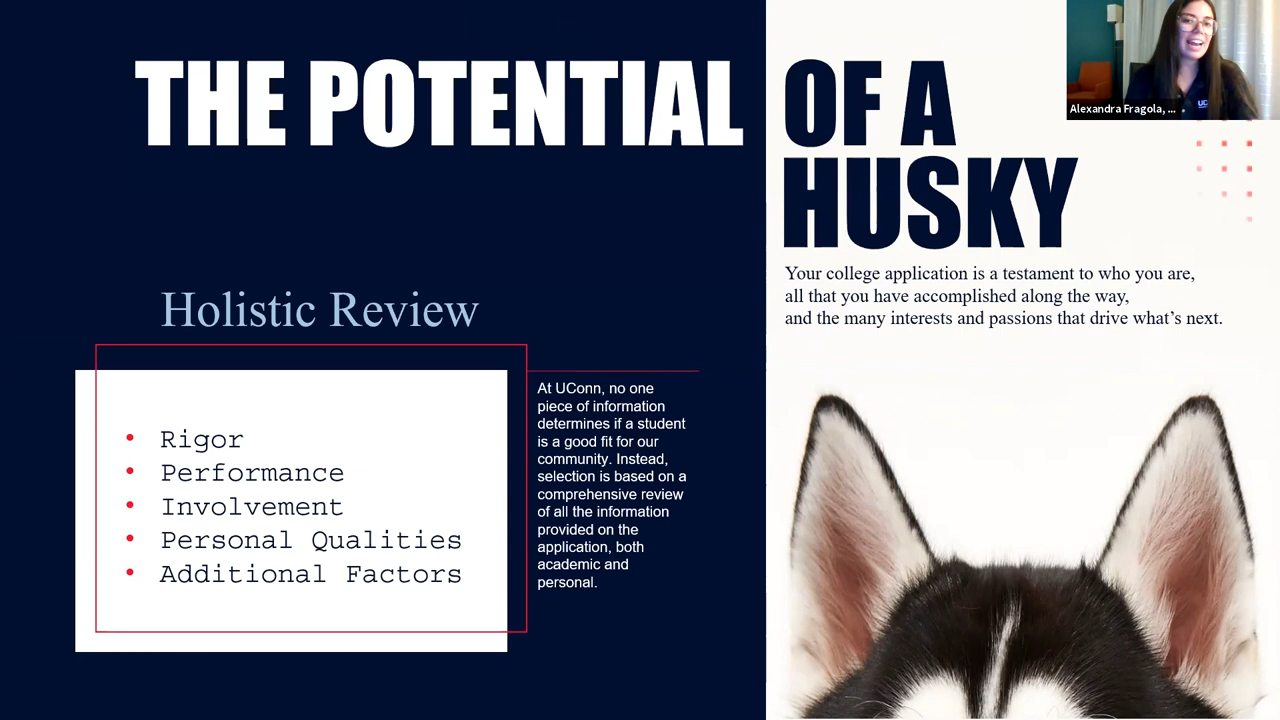 THE POTENTIAL OF A
HUSKY
Your college application is a testament to who you are,
all that you have accomplished along the way,
and the many interests and passions that drive what’s next.
Holistic Review
• Rigor
• Performance
• Involvement
• Personal Qualities
• Additional Factors
At UConn, no one
piece of information
determines if a student
is a good fit for our
community. Instead,
selection is based on a
comprehensive review
of all the information
provided on the
application, both
academic and
personal.
Alexandra Fragola, ...